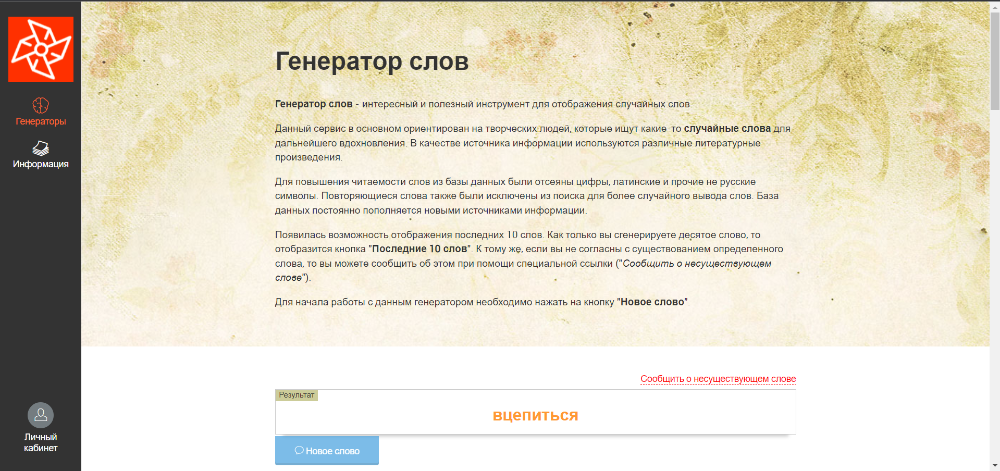 Генераторы
Информация
Личный
кабинет
Генератор слов
Генератор слов - интересный и полезный инструмент для отображения случайных слов.
Данный сервис в основном ориентирован на творческих людей, которые ищут какие-то случайные слова для
дальнейшего вдохновения. В качестве источника информации используются различные литературные
произведения.
Для повышения читаемости слов из базы данных были отсеяны цифры, латинские и прочие не русские
символы. Повторяющиеся слова также были исключены из поиска для более случайного вывода слов. База
данных постоянно пополняется новыми источниками информации.
Появилась возможность отображения последних 10 слов. Как только вы сгенерируете десятое слово, то
отобразится кнопка "Последние 10 слов". К тому же, если вы не согласны с существованием определенного
слова, то вы можете сообщить об этом при помощи специальной ссылки ("Сообщить о несуществующем
слове").
Для начала работы с данным генератором необходимо нажать на кнопку "Новое слово".
Сообщить о несуществующем слове
Результат
вцепиться
Новое слово